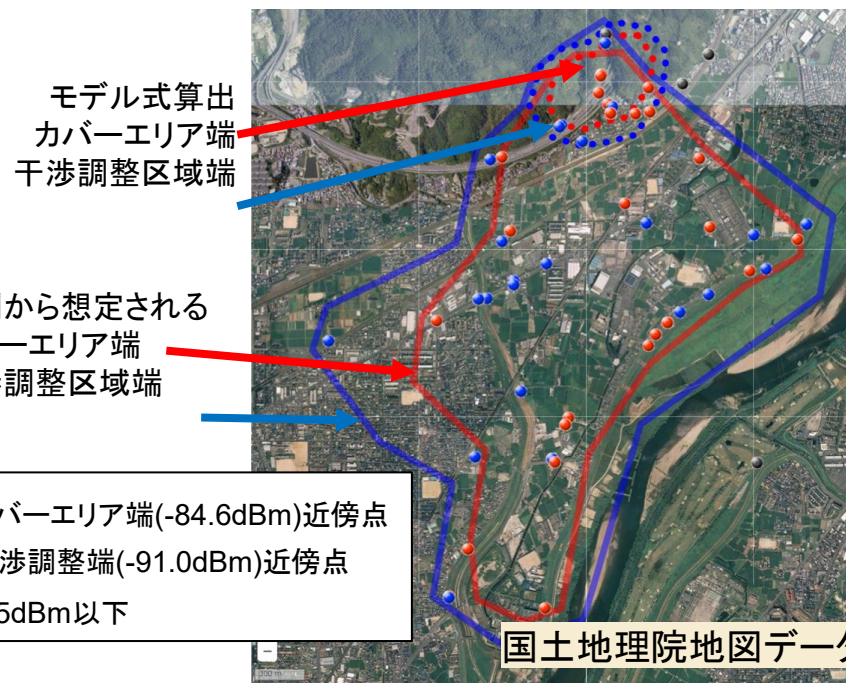 モデル式算出
カバーエリア端
干渉調整区域端
から想定される
ーエリア端
調整区域端
バーエリア端(-84.6dBm)近傍点
渉調整端(-91.0dBm)近傍点
5dBm以下
国土地理院地図データ
300 m